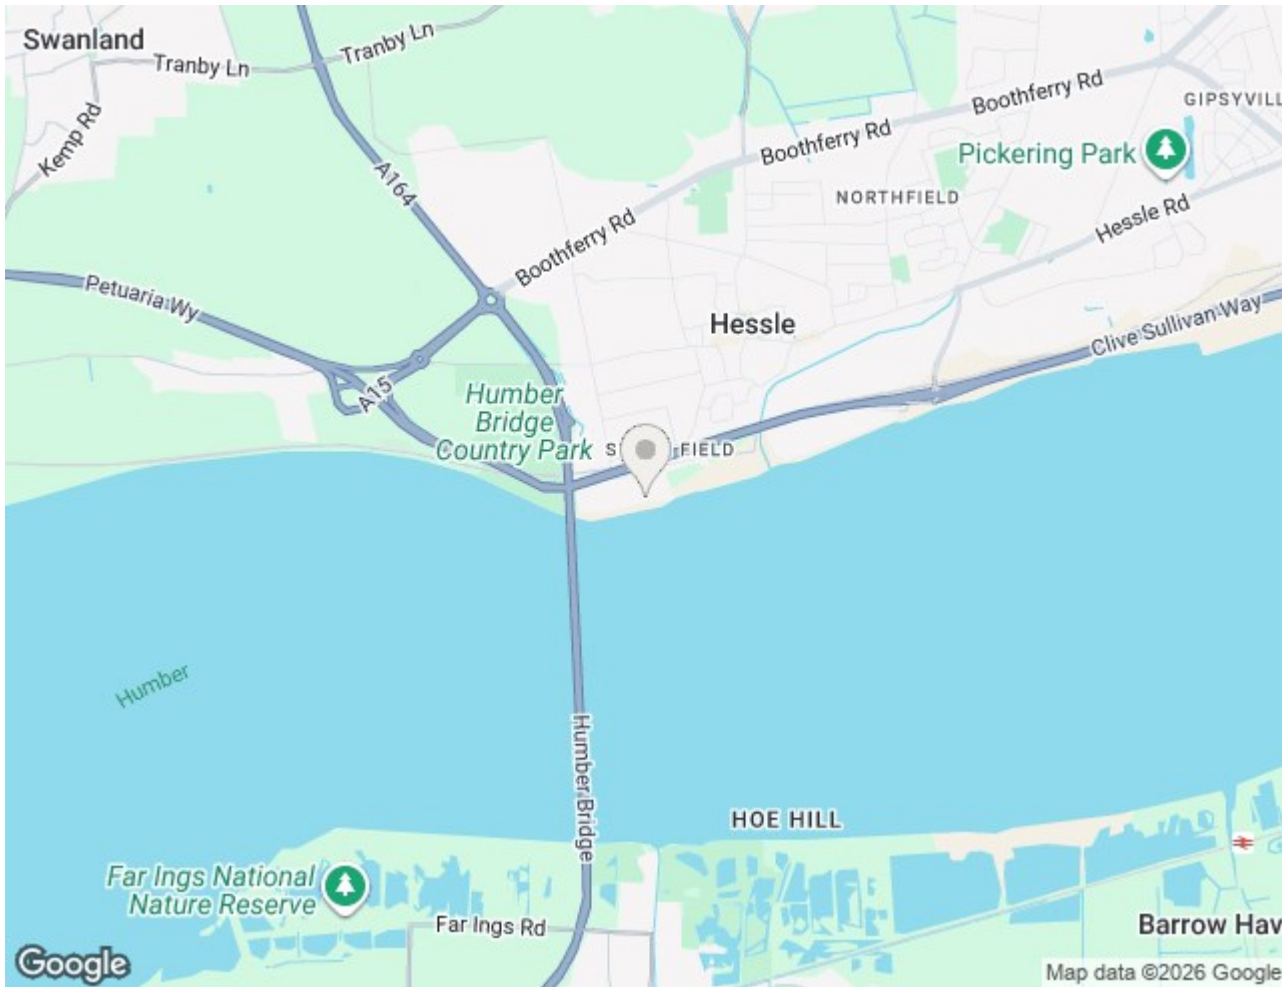 Swanland
Tranby Ln
Tranby Ln
Kemp Rd
A164
Boothferry Rd
Boothferry Rd
Boothferry Rd
GIPSYVILL
Pickering Park
NORTHFIELD
Hessle Rd
Petuaria Wy
Hessle
Clive Sullivan Way
A15
Humber
Bridge
Country Park
S FIELD
Humber
Humber Bridge
HOE HILL
Far Ings National
Nature Reserve
Far Ings Rd
Barrow Hav
Google
Map data ©2026 Google